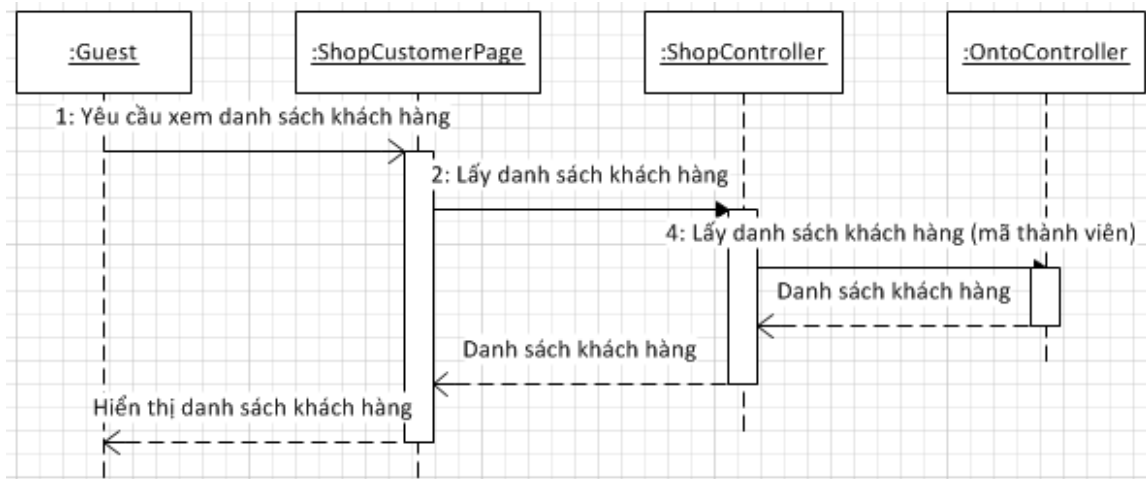 :Guest
:ShopCustomerPage
:ShopController
:OntoController
1: Yêu cầu xem danh sách khách hàng
2: Lấy danh sách khách hàng
4: Lấy danh sách khách hàng (mã thành viên)
Danh sách khách hàng
Danh sách khách hàng
Hiển thị danh sách khách hàng